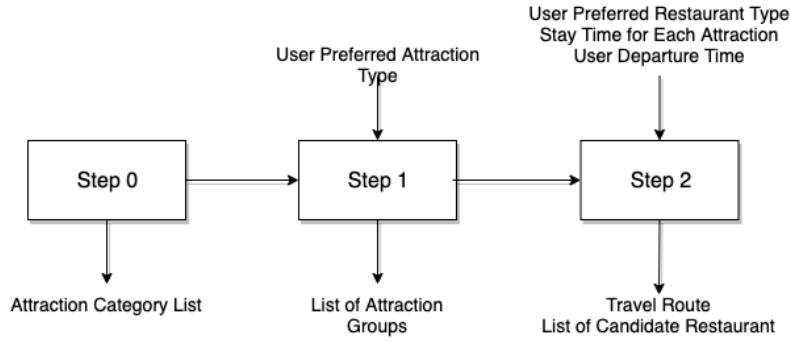 User Preferred Restaurant Type
Stay Time for Each Attraction
User Departure Time
User Preferred Attraction
Type
Step 0
Step 1
Step 2
Attraction Category List
List of Attraction
Groups
Travel Route
List of Candidate Restaurant